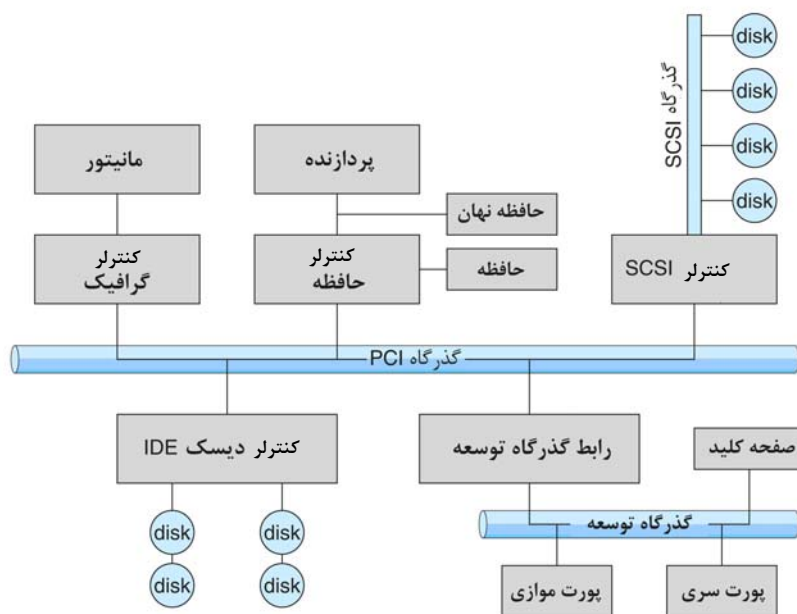 disk
disk
disk
disk
گذرگاه SCSI
مانیتور
پردازنده
حافظه نهان
کنترلر
گرافیک
کنترلر
حافظه
حافظه
کنترلر SCSI
گذرگاه PCI
کنترلر دیسک IDE
رابط گذرگاه توسعه
صفحه کلید
disk
disk
disk
disk
گذرگاه توسعه
پورت موازی
پورت سری